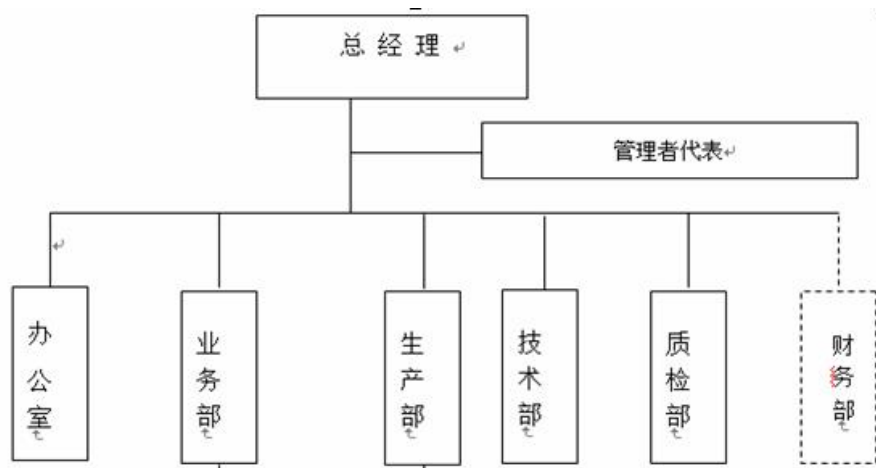 总经理
管理者代表
办公室
业务部
生产部
技术部
质检部
财务部